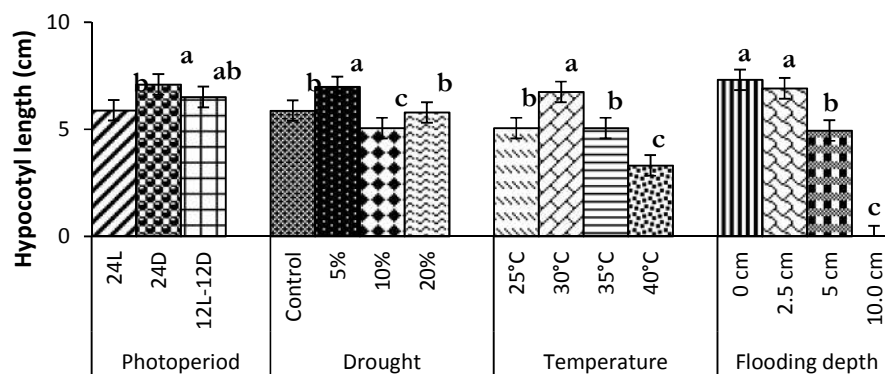 Hypocotyl length (cm)
10
5
0
b
a
ab
b
a
c
b
b
a
b
c
a
a
b
c
24L
24D
12L-12D
Control
5%
10%
20%
25°C
30°C
35°C
40°C
0 cm
2.5 cm
5 cm
10.0 cm
Photoperiod
Drought
Temperature
Flooding depth